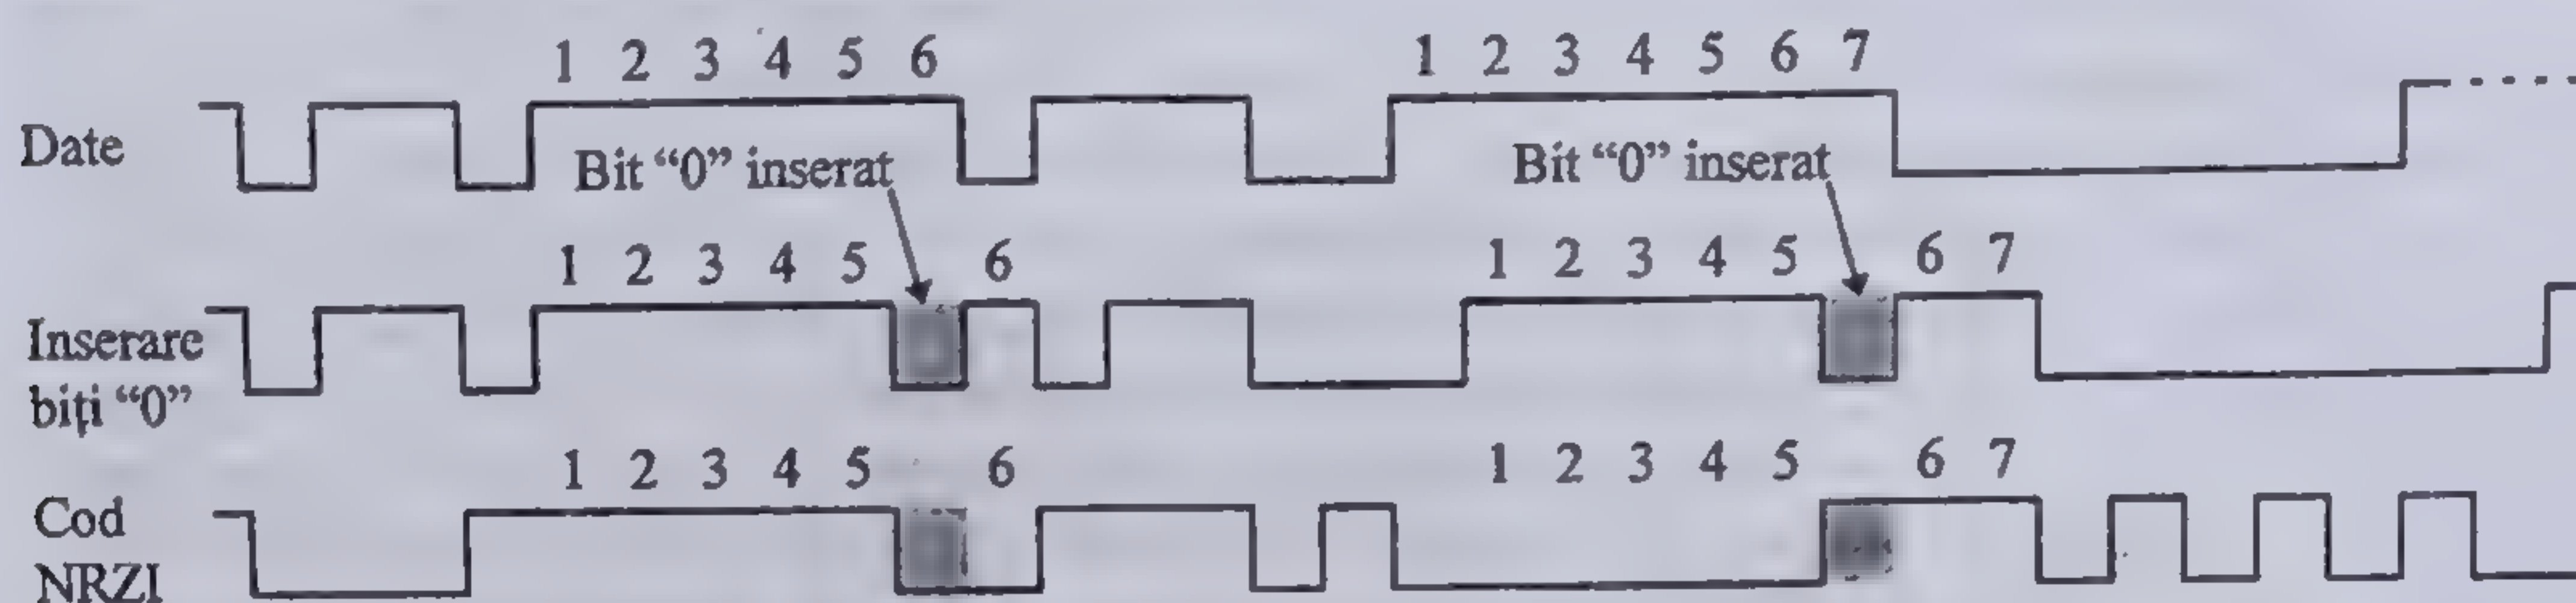 1 2 3 4 5 6 1 2 3 4 5 6 7
Date
Bit “0” inserat Bit “0” inserat
1 2 3 4 5 6 1 2 3 4 5 6 7
Inserare
biți “0”
1 2 3 4 5 6 1 2 3 4 5 6 7
Cod
NRZI